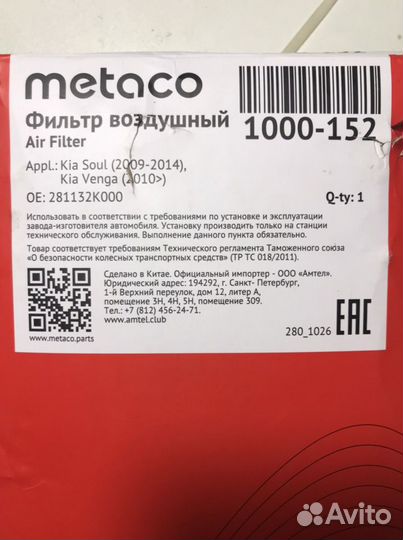 metaco
Фильтр воздушный
Air Filter
1000-152
Appl.: Kia Soul (2009-2014),
Kia Venga (2010>)
OE: 281132K000
Q-ty: 1
Использовать в соответствии с требованиями по установке и эксплуатации
завода-изготовителя автомобиля. Установку производить только на станции
технического обслуживания. Выполнение данного пункта обязательно.
Товар соответствует требованиям Технического регламента Таможенного союза
«О безопасности колесных транспортных средств» (ТР ТС 018/2011).
Сделано в Китае. Официальный импортер - ООО «Амтел».
Юридический адрес: 194292, г. Санкт- Петербург,
1-й Верхний переулок, дом 12, литер А,
помещение 3Н, 4Н, 5Н, помещение 309.
Тел.: +7 (812) 456-24-71.
www.amtel.club
www.metaco.parts
280_1026
EAC
Avito